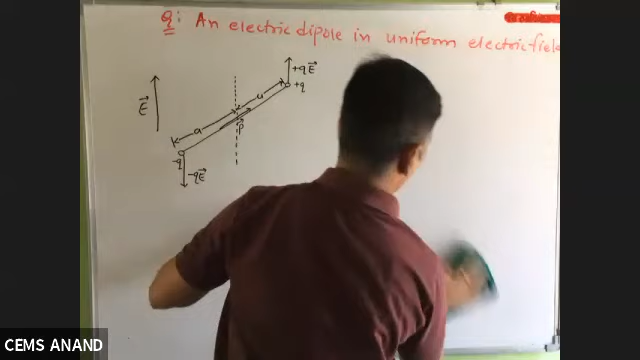 Q: An electric dipole in uniform electric field
+qE⃗
+q
E⃗
a
a
P⃗
-q
-qE⃗
CEMS ANAND